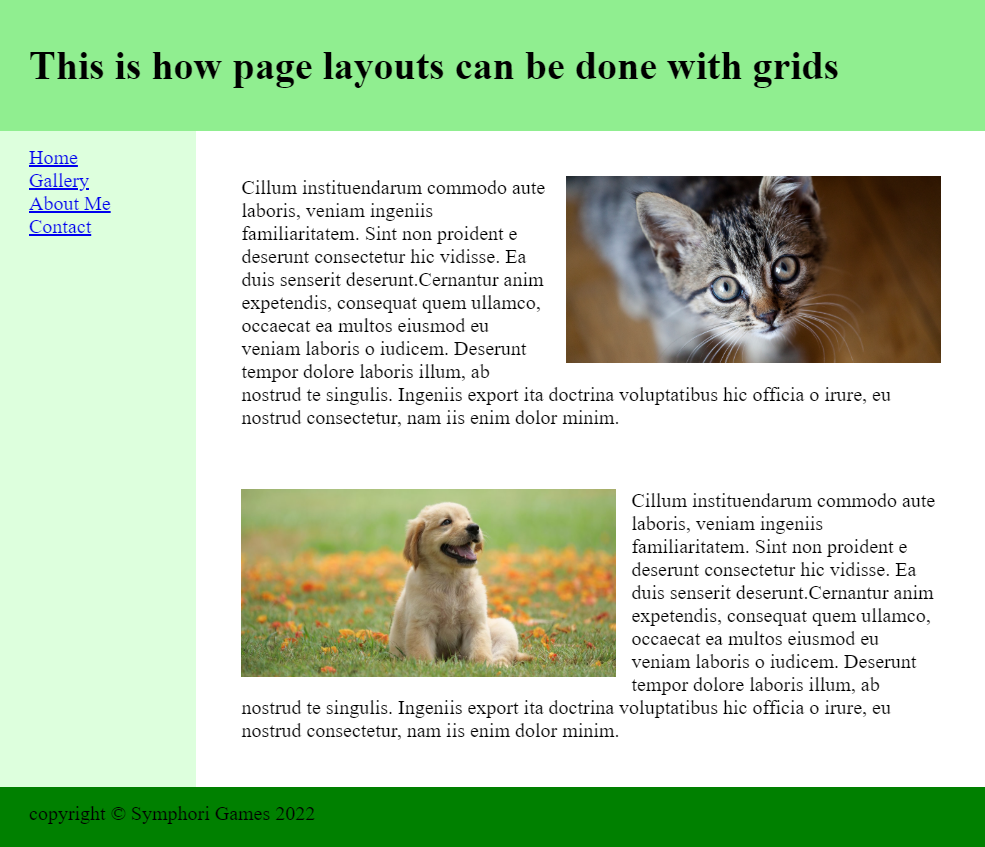 This is how page layouts can be done with grids
Home
Gallery
About Me
Contact
Cillum instituendarum commodo aute
laboris, veniam ingeniis
familiaritatem. Sint non proident e
deserunt consectetur hic vidisse. Ea
duis senserit deserunt.Cernantur anim
expetendis, consequat quem ullamco,
occaecat ea multos eiusmod eu
veniam laboris o iudicem. Deserunt
tempor dolore laboris illum, ab
nostrud te singulis. Ingeniis export ita doctrina voluptatibus hic officia o irure, eu
nostrud consectetur, nam iis enim dolor minim.
Cillum instituendarum commodo aute
laboris, veniam ingeniis
familiaritatem. Sint non proident e
deserunt consectetur hic vidisse. Ea
duis senserit deserunt.Cernantur anim
expetendis, consequat quem ullamco,
occaecat ea multos eiusmod eu
veniam laboris o iudicem. Deserunt
tempor dolore laboris illum, ab
nostrud te singulis. Ingeniis export ita doctrina voluptatibus hic officia o irure, eu
nostrud consectetur, nam iis enim dolor minim.
copyright © Symphori Games 2022